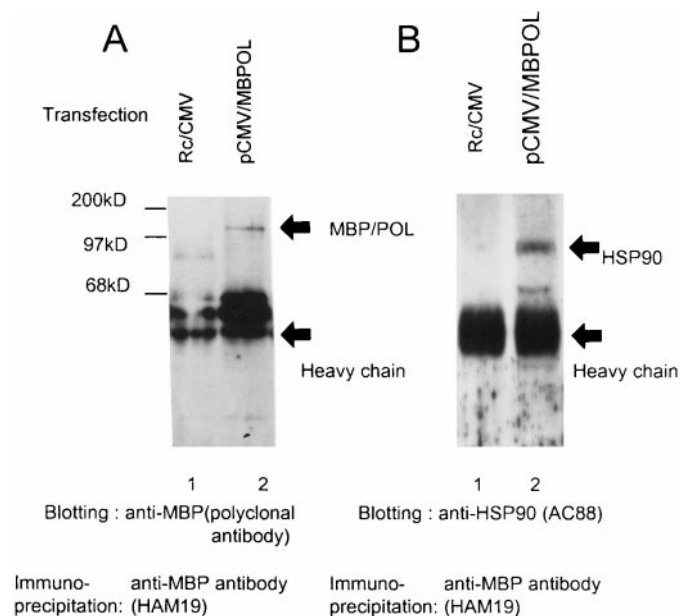 A
B
Transfection
Rc/CMV
pCMV/MBPOL
Rc/CMV
pCMV/MBPOL
200kD
97kD
68kD
MBP/POL
Heavy chain
HSP90
Heavy chain
1 2
Blotting : anti-MBP(polyclonal
antibody)
Immuno- anti-MBP antibody
precipitation: (HAM19)
1 2
Blotting : anti-HSP90 (AC88)
Immuno- anti-MBP antibody
precipitation: (HAM19)